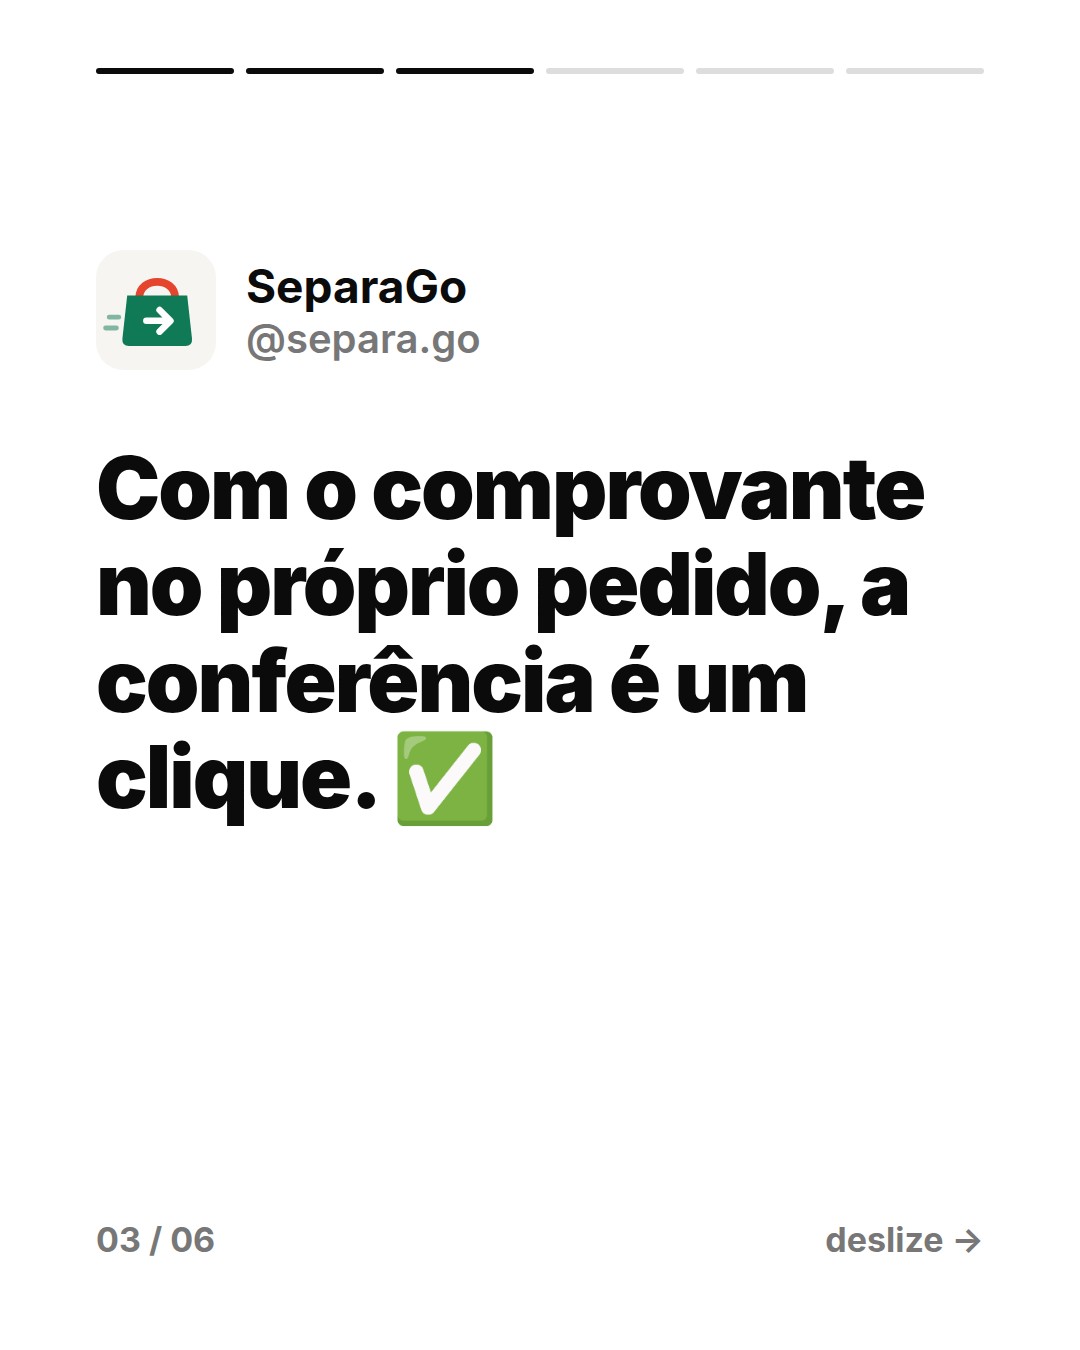 SeparaGo
@separa.go
Com o comprovante
no próprio pedido, a
conferência é um
clique. ✅
03 / 06
deslize →